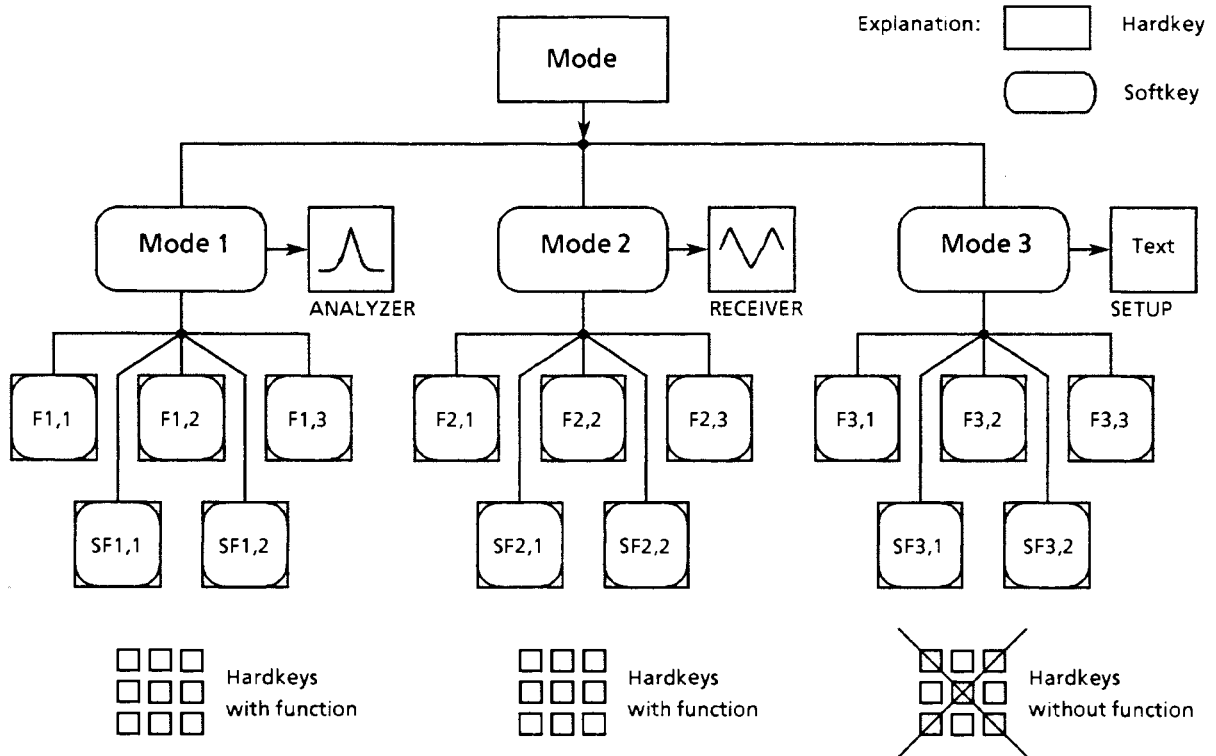 Explanation:
Hardkey
Softkey
Mode
Mode 1
ANALYZER
Mode 2
RECEIVER
Mode 3
Text
SETUP
F1,1
F1,2
F1,3
F2,1
F2,2
F2,3
F3,1
F3,2
F3,3
SF1,1
SF1,2
SF2,1
SF2,2
SF3,1
SF3,2
Hardkeys
with function
Hardkeys
with function
Hardkeys
without function